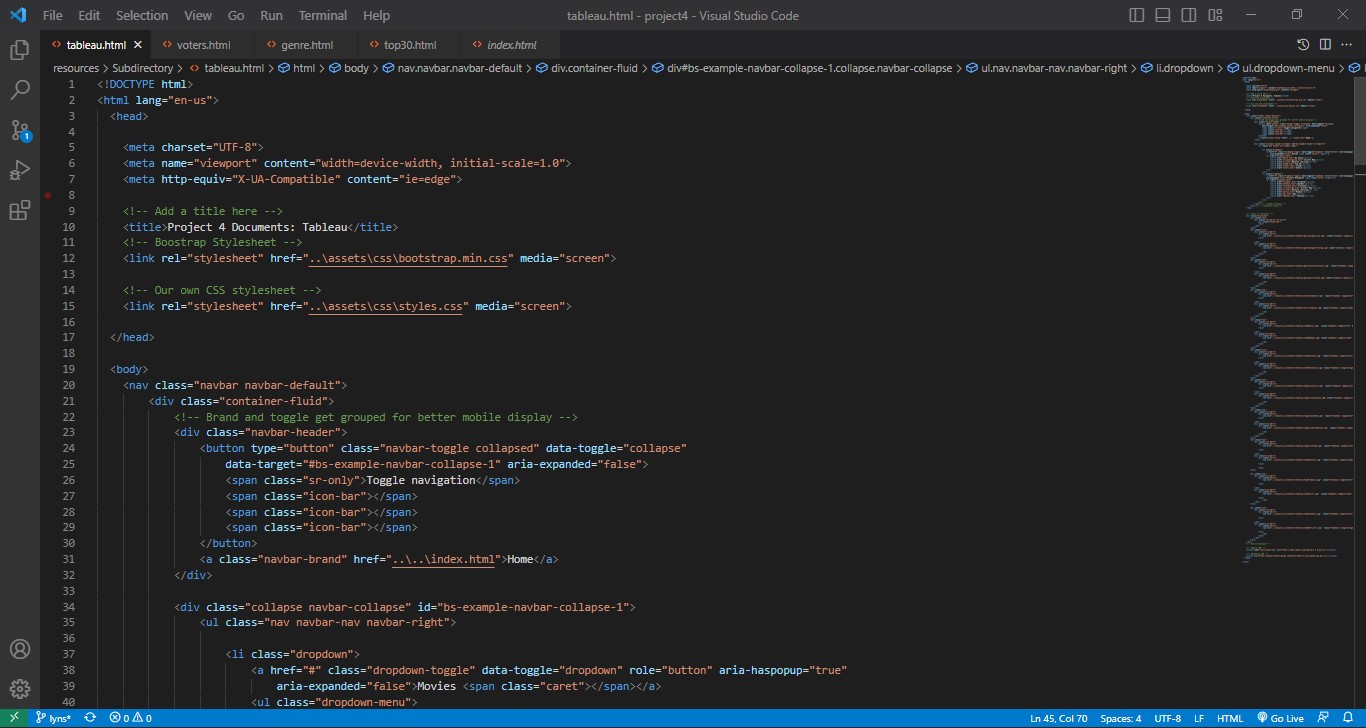 File Edit Selection View Go Run Terminal Help tableau.html - project4 - Visual Studio Code
tableau.html voters.html genre.html top30.html index.html
resources > Subdirectory > tableau.html > html > body > nav.navbar.navbar-default > div.container-fluid > div#bs-example-navbar-collapse-1.collapse.navbar-collapse > ul.nav.navbar-nav.navbar-right > li.dropdown > ul.dropdown-menu >
1 <!DOCTYPE html>
2 <html lang="en-us">
3 <head>
4
5 <meta charset="UTF-8">
6 <meta name="viewport" content="width=device-width, initial-scale=1.0">
7 <meta http-equiv="X-UA-Compatible" content="ie=edge">
8
9 <!-- Add a title here -->
10 <title>Project 4 Documents: Tableau</title>
11 <!-- Boostrap Stylesheet -->
12 <link rel="stylesheet" href="..\assets\css\bootstrap.min.css" media="screen">
13
14 <!-- Our own CSS stylesheet -->
15 <link rel="stylesheet" href="..\assets\css\styles.css" media="screen">
16
17 </head>
18
19 <body>
20 <nav class="navbar navbar-default">
21 <div class="container-fluid">
22 <!-- Brand and toggle get grouped for better mobile display -->
23 <div class="navbar-header">
24 <button type="button" class="navbar-toggle collapsed" data-toggle="collapse"
25 data-target="#bs-example-navbar-collapse-1" aria-expanded="false">
26 <span class="sr-only">Toggle navigation</span>
27 <span class="icon-bar"></span>
28 <span class="icon-bar"></span>
29 <span class="icon-bar"></span>
30 </button>
31 <a class="navbar-brand" href="..\..\index.html">Home</a>
32 </div>
33
34 <div class="collapse navbar-collapse" id="bs-example-navbar-collapse-1">
35 <ul class="nav navbar-nav navbar-right">
36
37 <li class="dropdown">
38 <a href="#" class="dropdown-toggle" data-toggle="dropdown" role="button" aria-haspopup="true"
39 aria-expanded="false">Movies <span class="caret"></span></a>
40 <ul class="dropdown-menu">
1
lyns* 0 0 Ln 45, Col 70 Spaces: 4 UTF-8 LF HTML Go Live